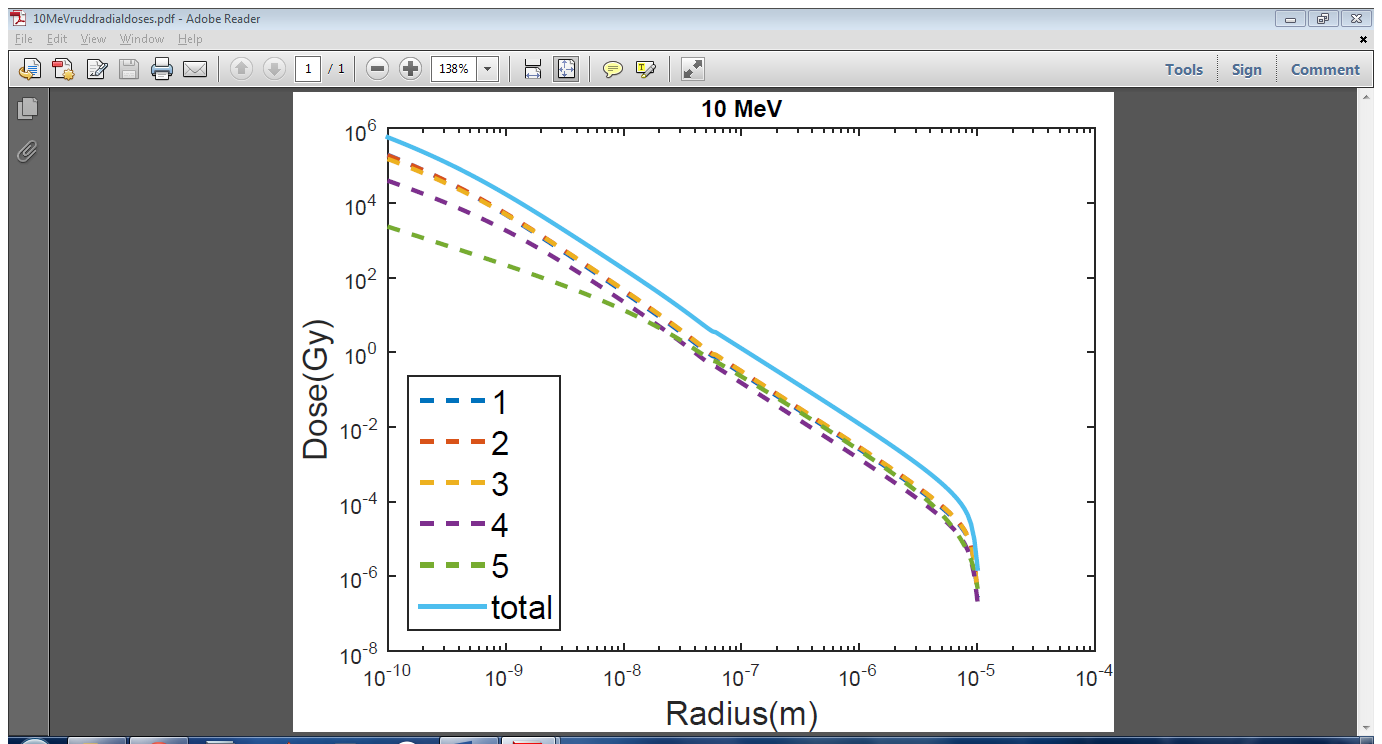 10MeVruddradialdoses.pdf - Adobe Reader
File Edit View Window Help
1 / 1 138% Tools Sign Comment
10 MeV
10^6
10^4
10^2
10^0
10^-2
10^-4
10^-6
10^-8
Dose(Gy)
1
2
3
4
5
total
10^-10 10^-9 10^-8 10^-7 10^-6 10^-5 10^-4
Radius(m)